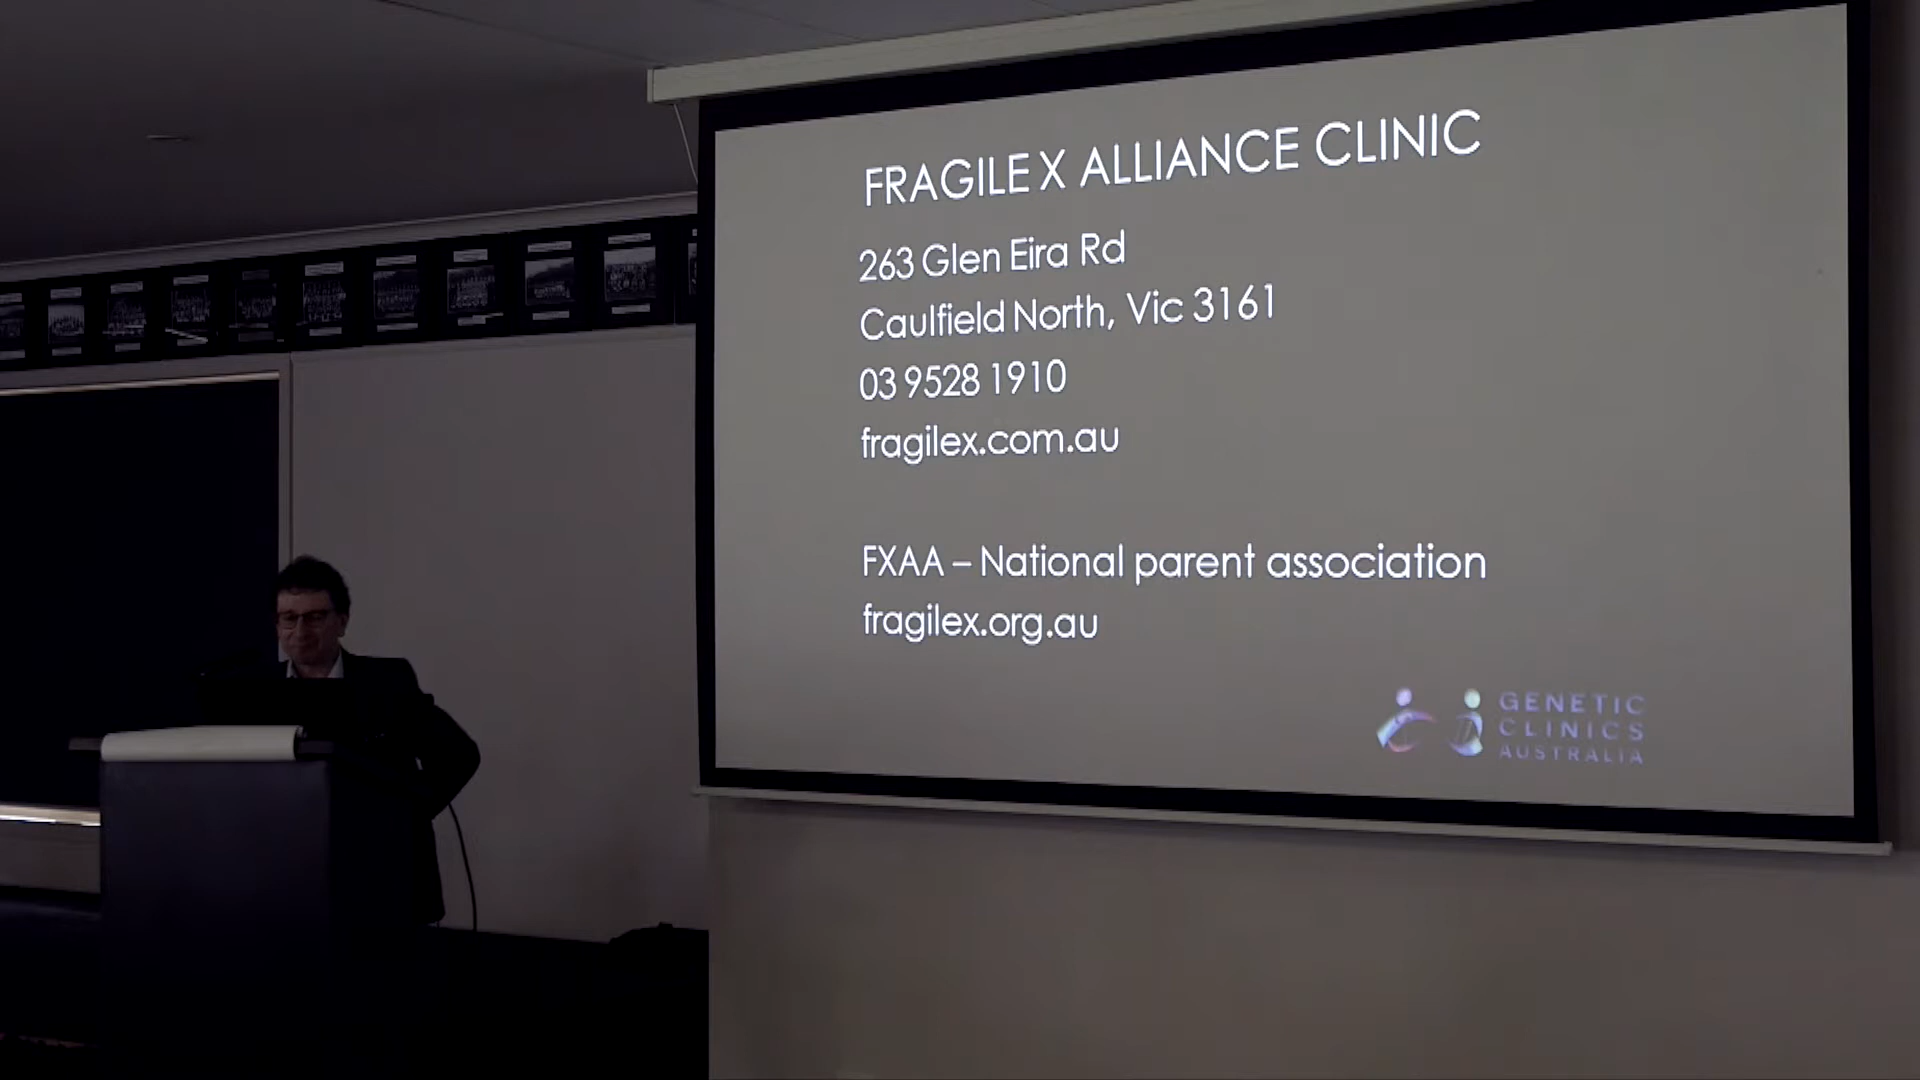 FRAGILE X ALLIANCE CLINIC
263 Glen Eira Rd
Caulfield North, Vic 3161
03 9528 1910
fragilex.com.au
FXAA – National parent association
fragilex.org.au
GENETIC
CLINICS
AUSTRALIA